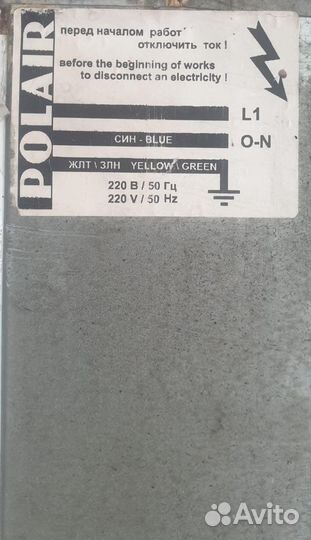 POLAIR
перед началом работ
отключить ток !
Before the beginning of works
to disconnect an electricity !
L1
СИН - BLUE
O-N
ЖЛТ \ ЗЛН YELLOW \ GREEN
220 В / 50 Гц
220 V / 50 Hz
Avito